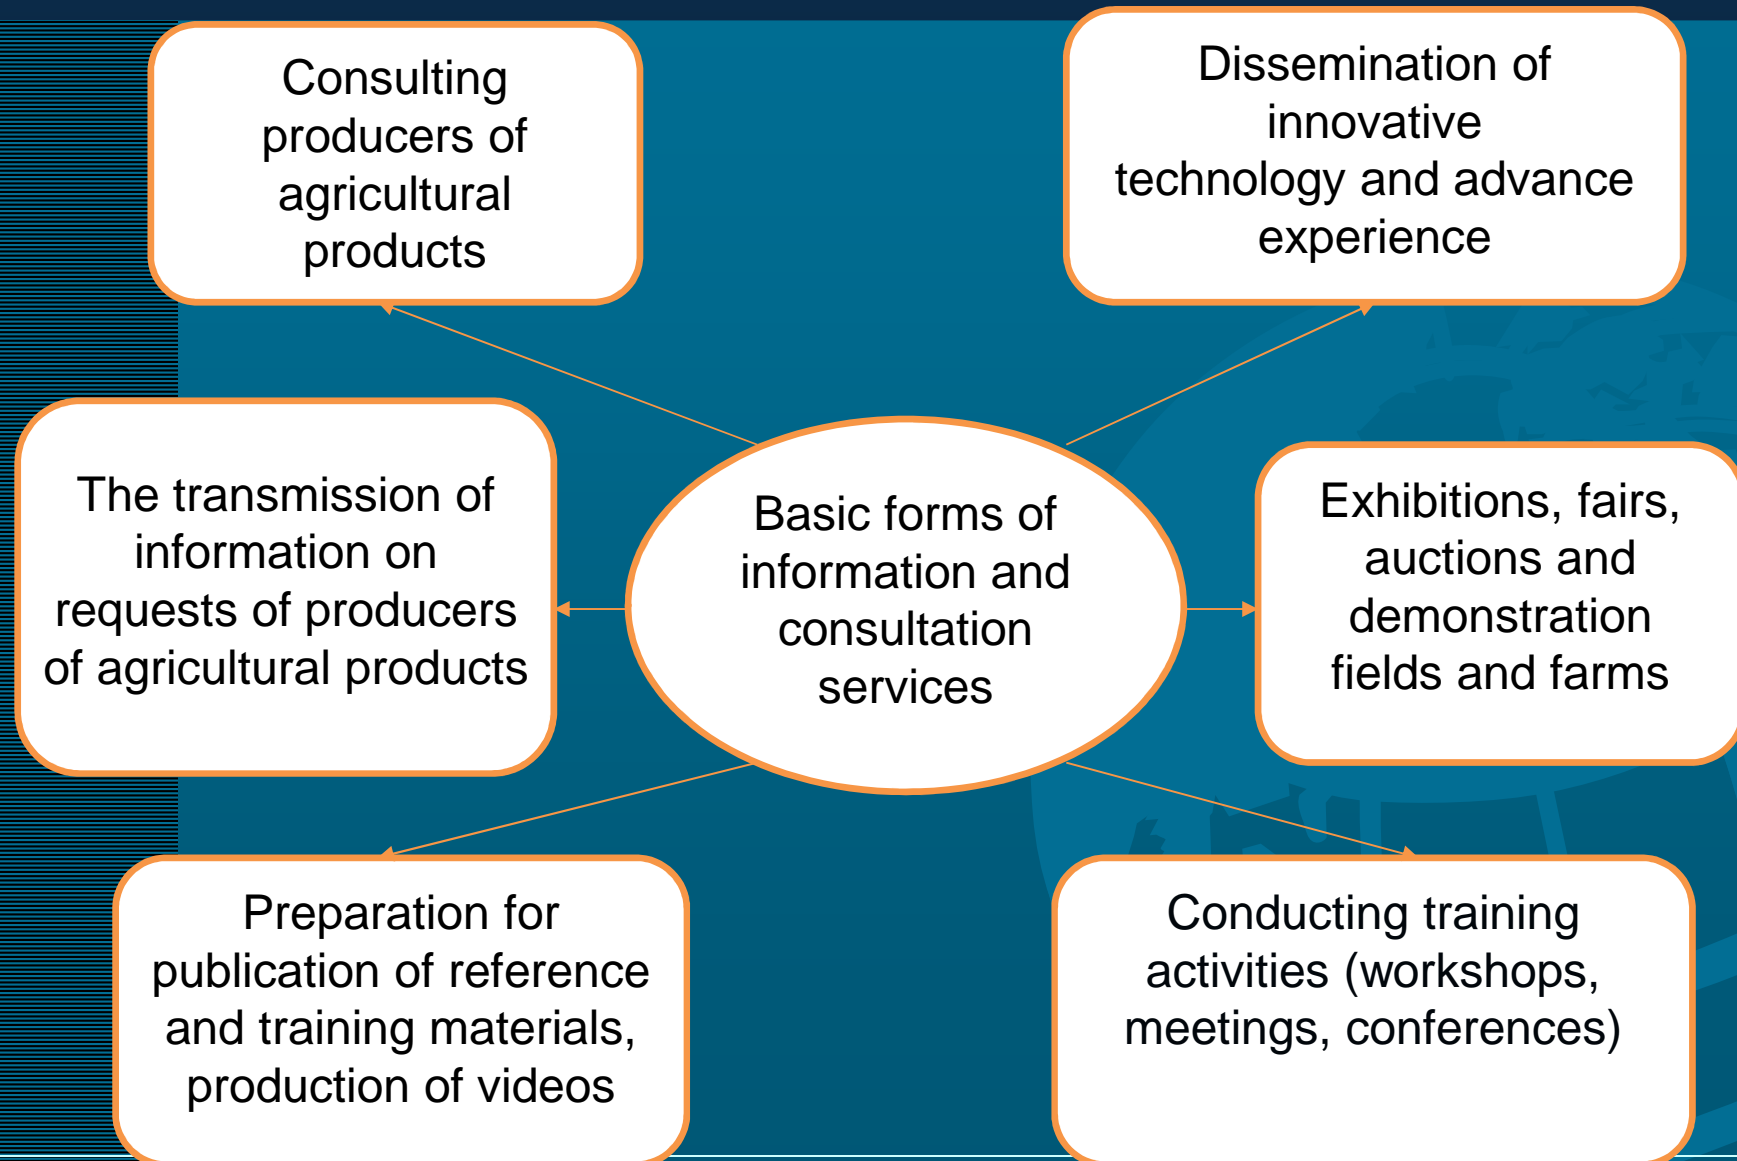 Consulting
producers of
agricultural
products
Dissemination of
innovative
technology and advance
experience
The transmission of
information on
requests of producers
of agricultural products
Basic forms of
information and
consultation
services
Exhibitions, fairs,
auctions and
demonstration
fields and farms
Preparation for
publication of reference
and training materials,
production of videos
Conducting training
activities (workshops,
meetings, conferences)